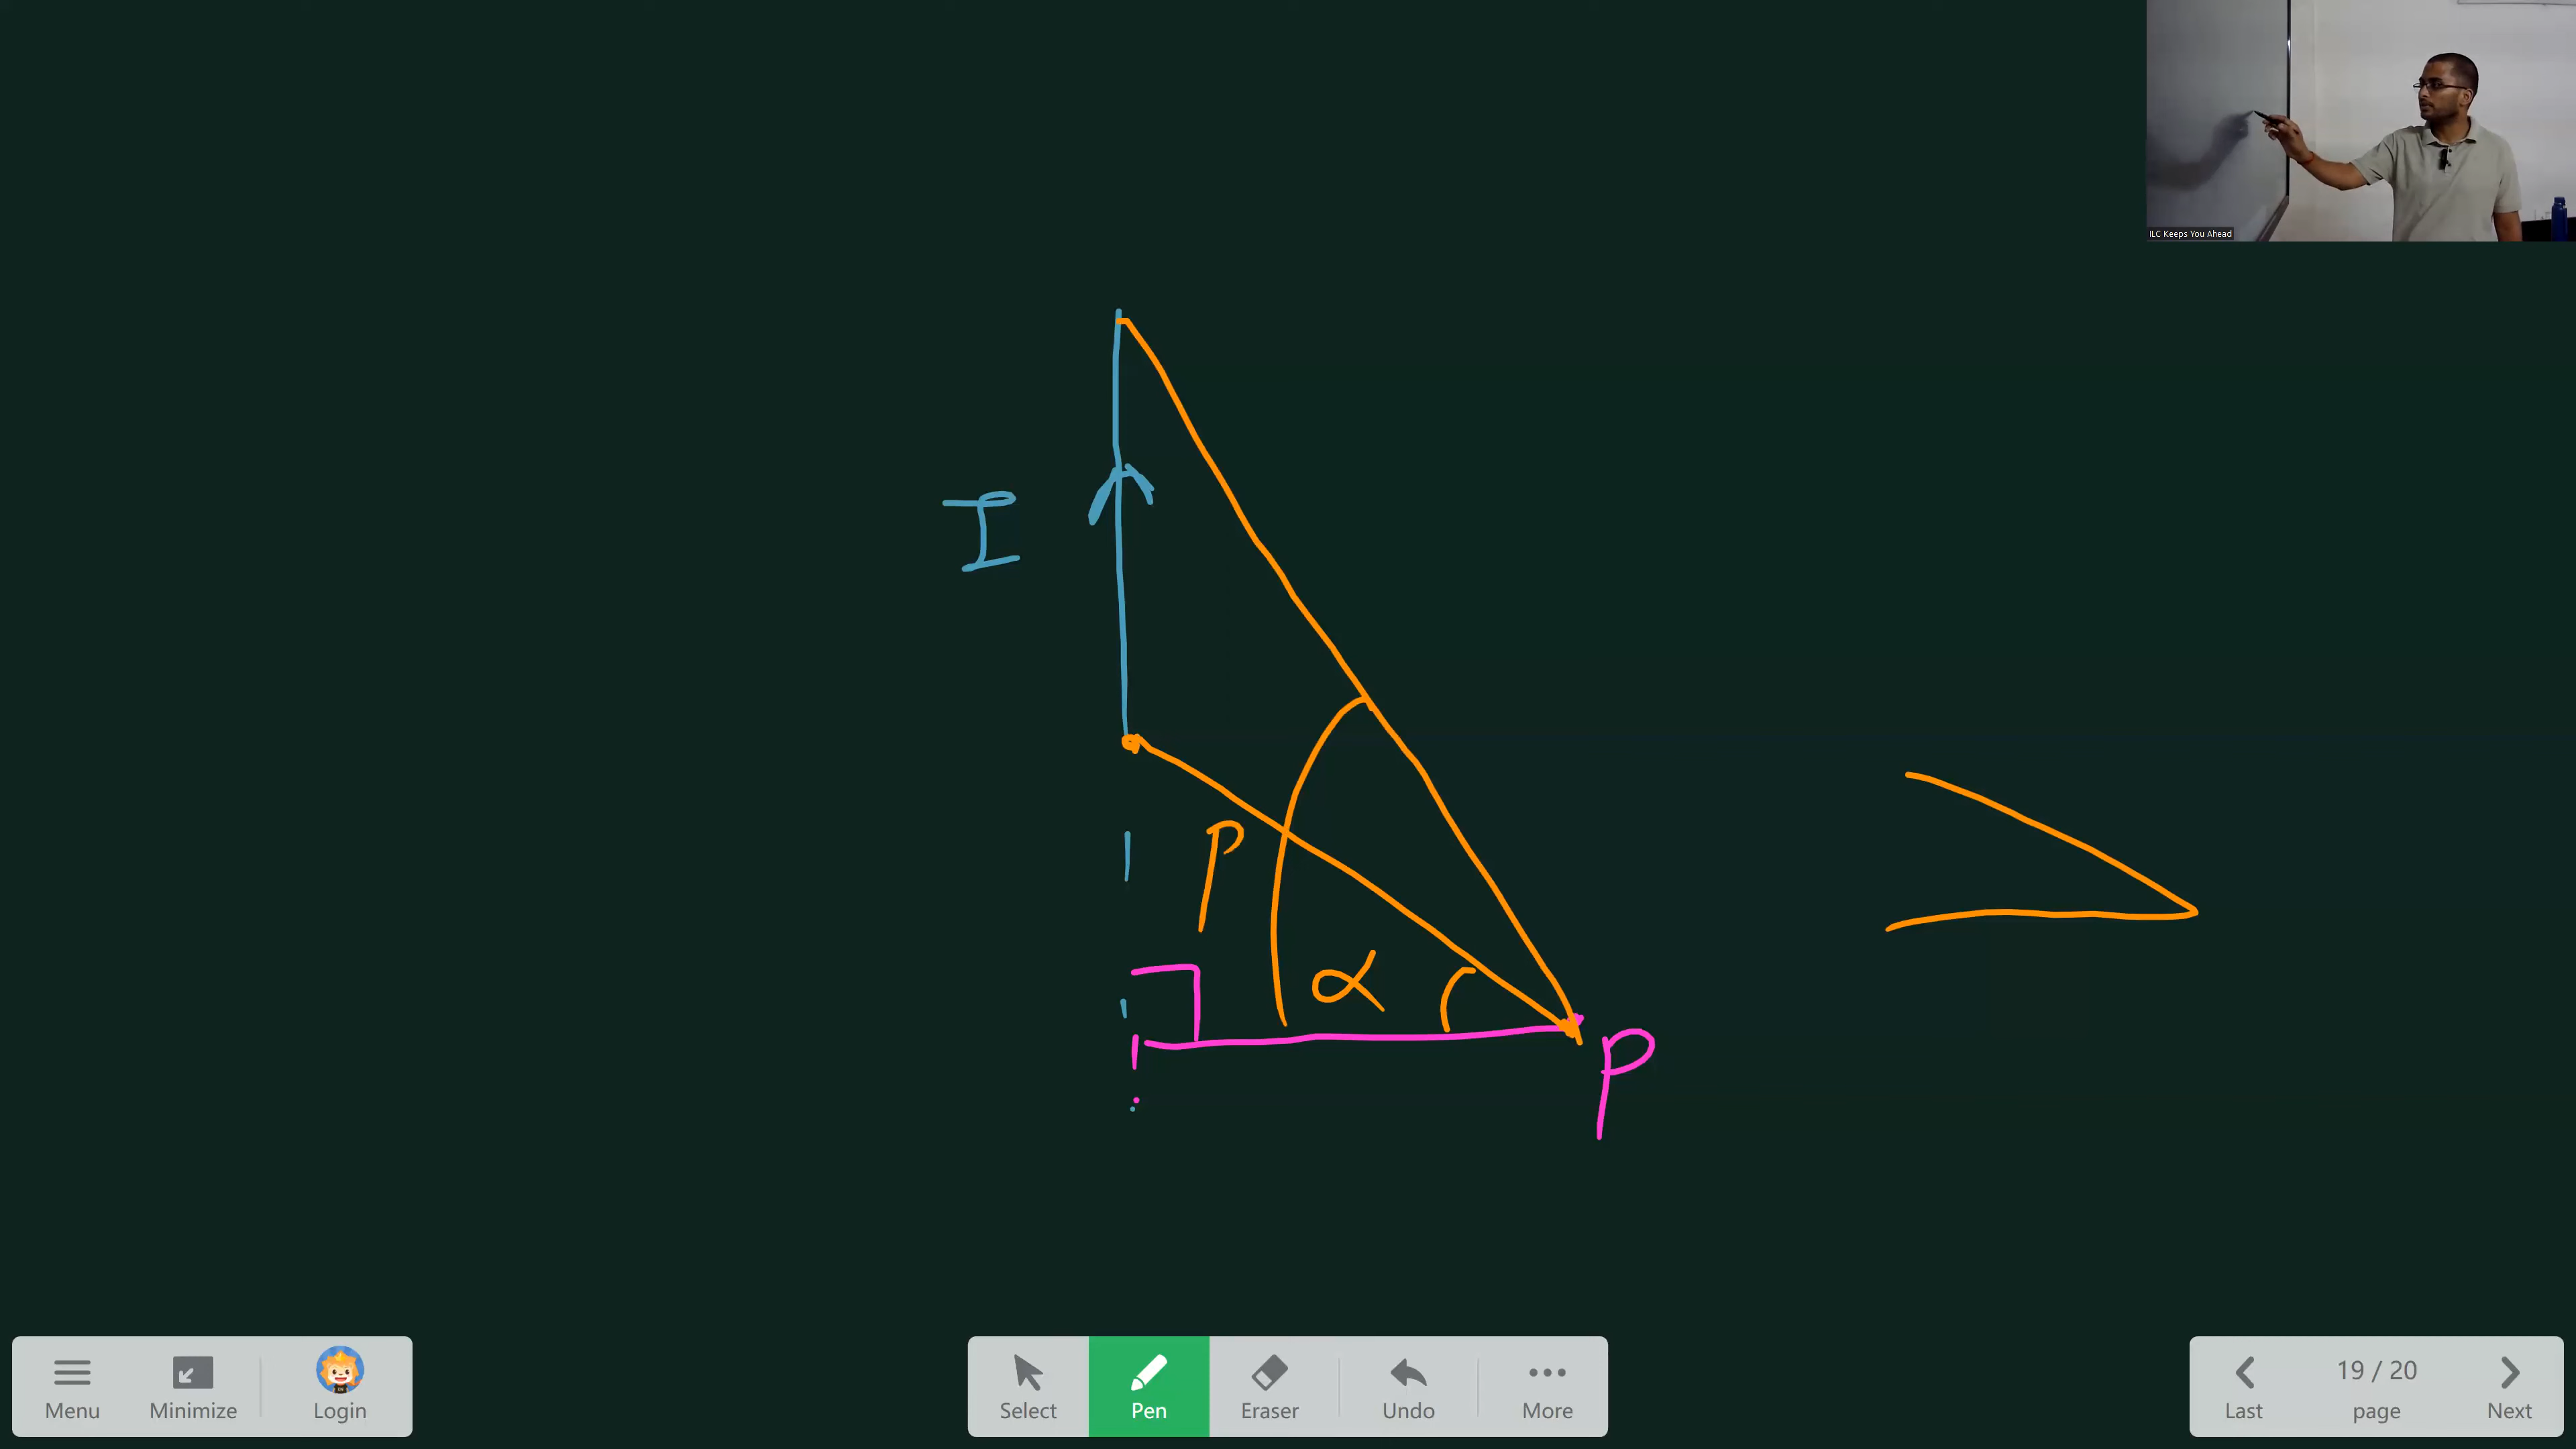 ILC Keeps You Ahead
I
P
α
P
Menu
Minimize
Login
Select
Pen
Eraser
Undo
More
Last
19 / 20
page
Next